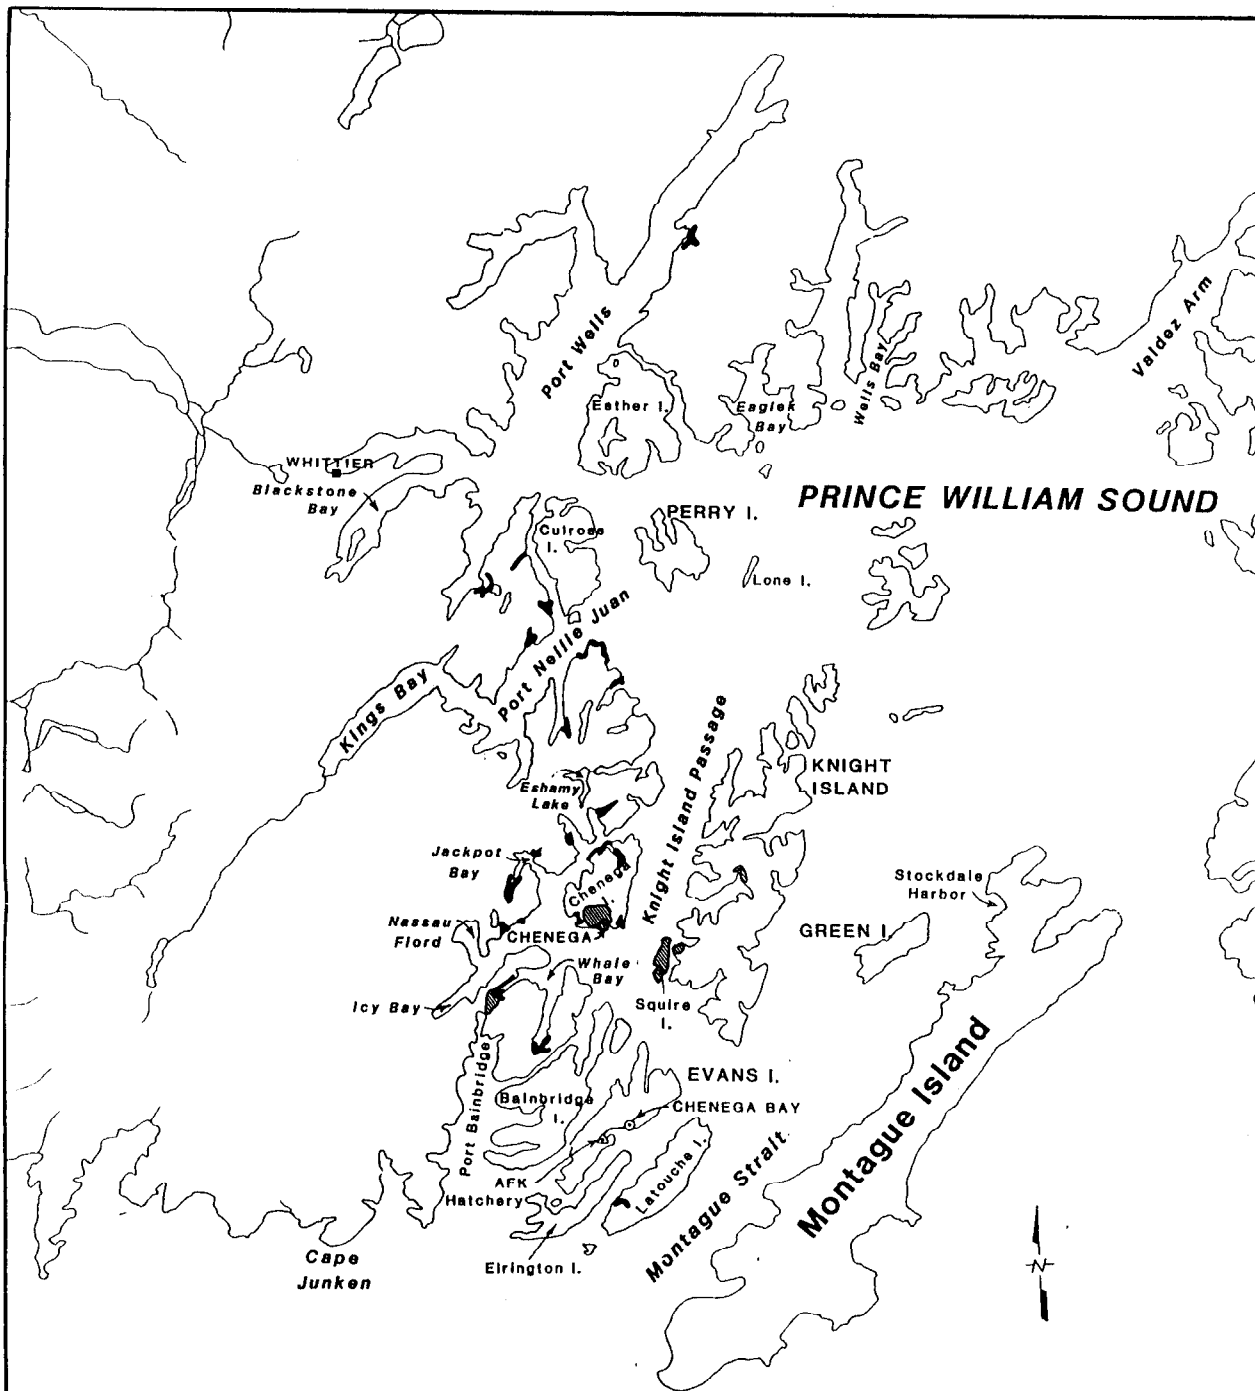 Port Wells
Valdez Arm
Wells Bay
Esther I.
Eaglek
Bay
WHITTIER
Blackstone
Bay
PRINCE WILLIAM SOUND
PERRY I.
Culross
I.
Lone I.
Port Nellie Juan
Kings Bay
Knight Island Passage
KNIGHT
ISLAND
Eshamy
Lake
Jackpot
Bay
Stockdale
Harbor
Chenega
I.
Nassau
Fiord
CHENEGA
GREEN I.
Whale
Bay
Icy Bay
Squire
I.
Port Bainbridge
EVANS I.
Bainbridge
I.
CHENEGA BAY
Montague Island
AFK
Hatchery
Latouche I.
Montague Strait
Elrington I.
Cape
Junken
N